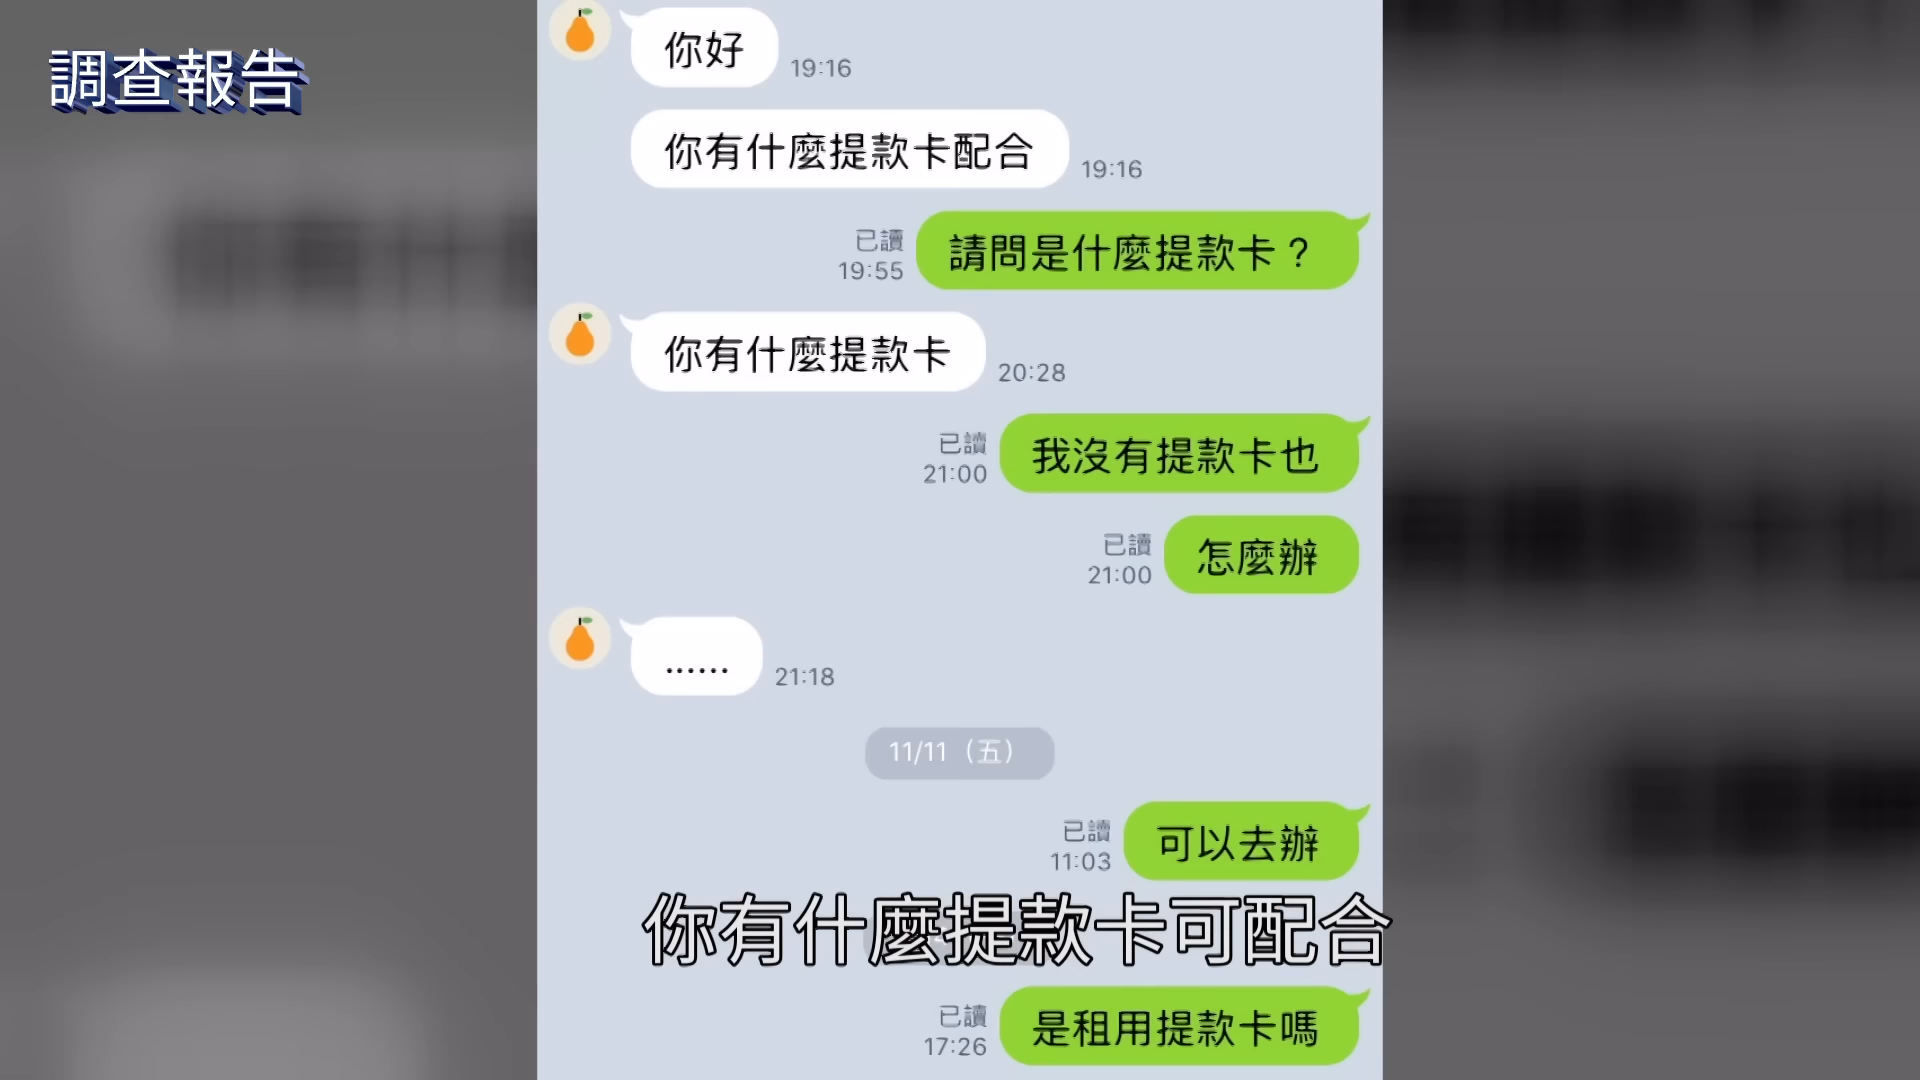 調查報告
你好
19:16
你有什麼提款卡配合
19:16
請問是什麼提款卡？
已讀
19:55
你有什麼提款卡
20:28
我沒有提款卡也
已讀
21:00
怎麼辦
已讀
21:00
......
21:18
11/11（五）
可以去辦
已讀
11:03
你有什麼提款卡可配合
是租用提款卡嗎
已讀
17:26